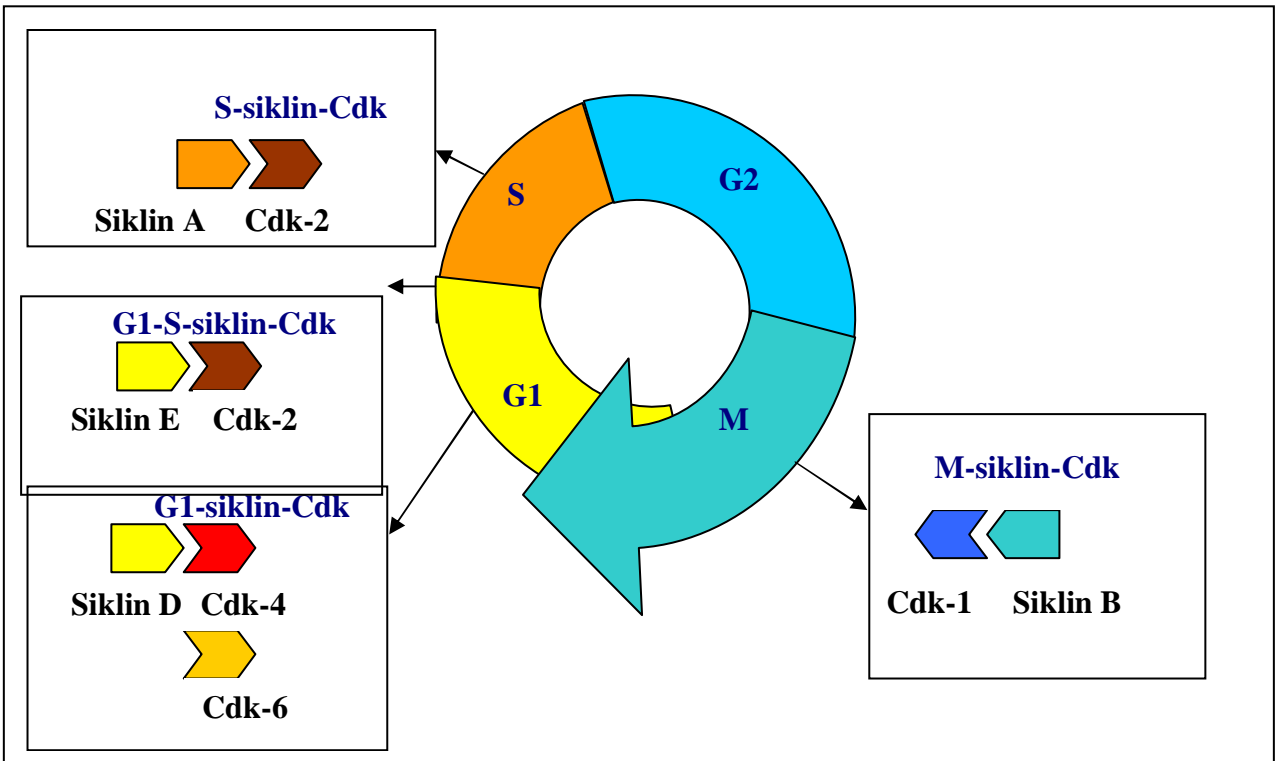 S-siklin-Cdk
Siklin A Cdk-2
G1-S-siklin-Cdk
Siklin E Cdk-2
G1-siklin-Cdk
Siklin D Cdk-4
Cdk-6
S
G2
G1
M
M-siklin-Cdk
Cdk-1 Siklin B